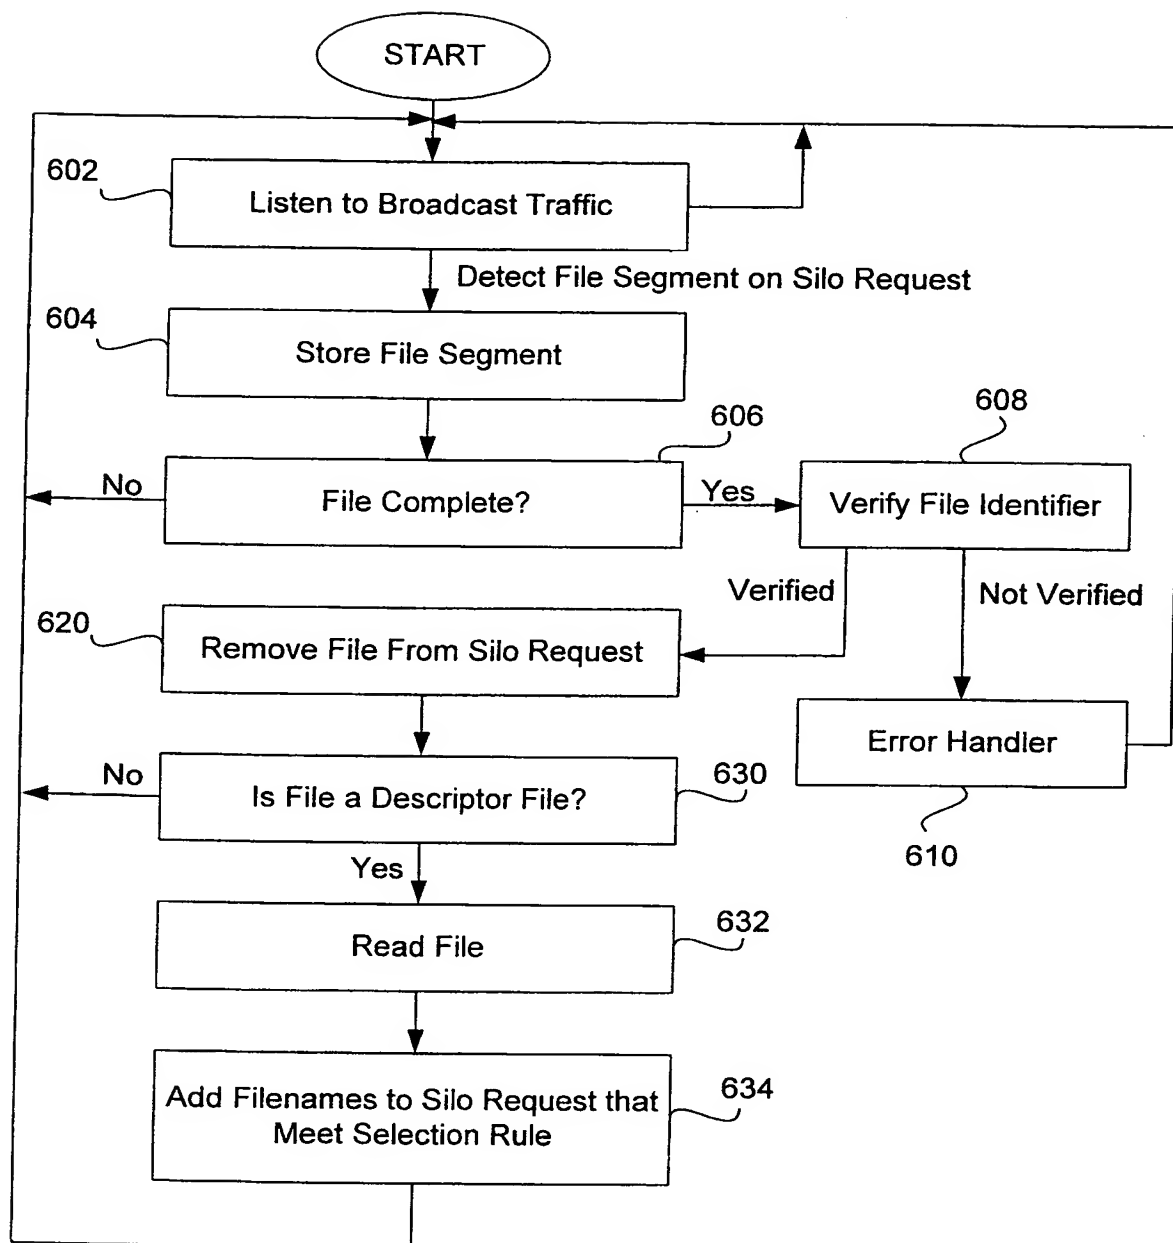 START
602
Listen to Broadcast Traffic
Detect File Segment on Silo Request
604
Store File Segment
606
608
No
File Complete?
Yes
Verify File Identifier
Verified
Not Verified
620
Remove File From Silo Request
Error Handler
No
Is File a Descriptor File?
630
610
Yes
Read File
632
Add Filenames to Silo Request that
Meet Selection Rule
634